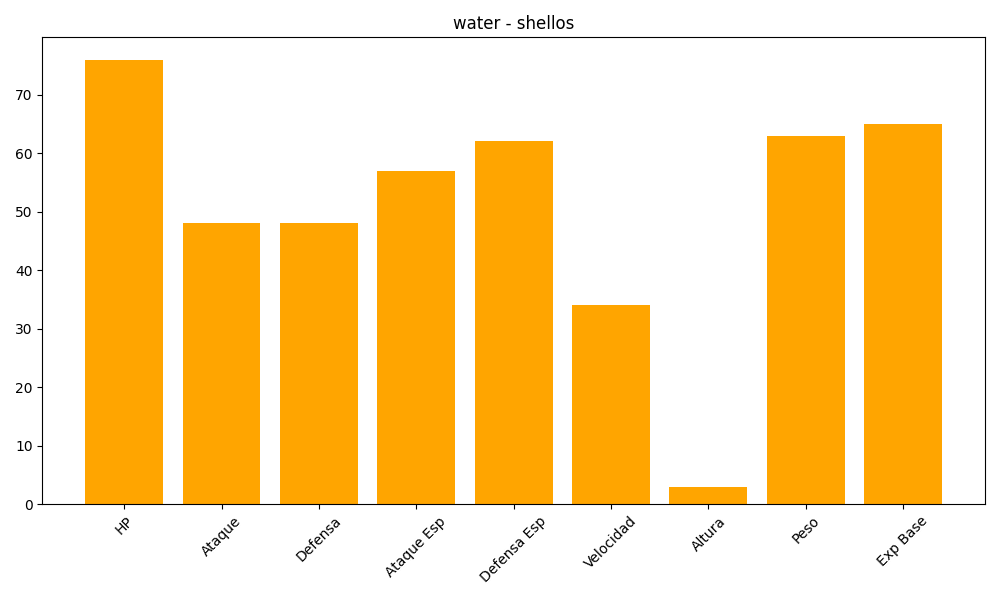 water - shellos
70
60
50
40
30
20
10
0
HP
Ataque
Defensa
Ataque Esp
Defensa Esp
Velocidad
Altura
Peso
Exp Base